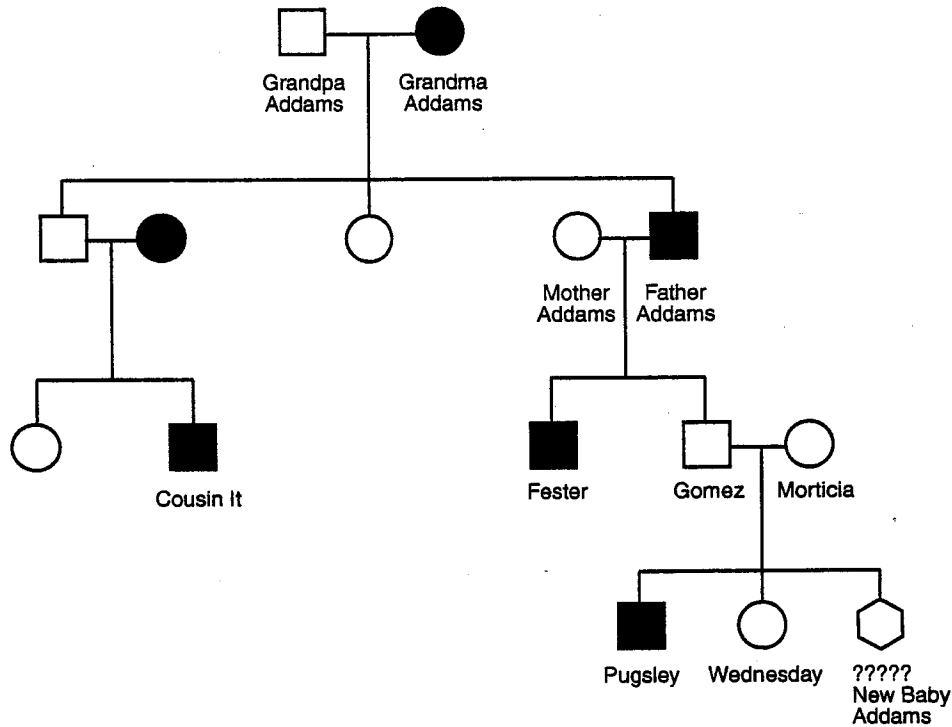 Grandpa
Addams
Grandma
Addams
Mother
Addams
Father
Addams
Cousin It
Fester
Gomez
Morticia
Pugsley
Wednesday
?????
New Baby
Addams